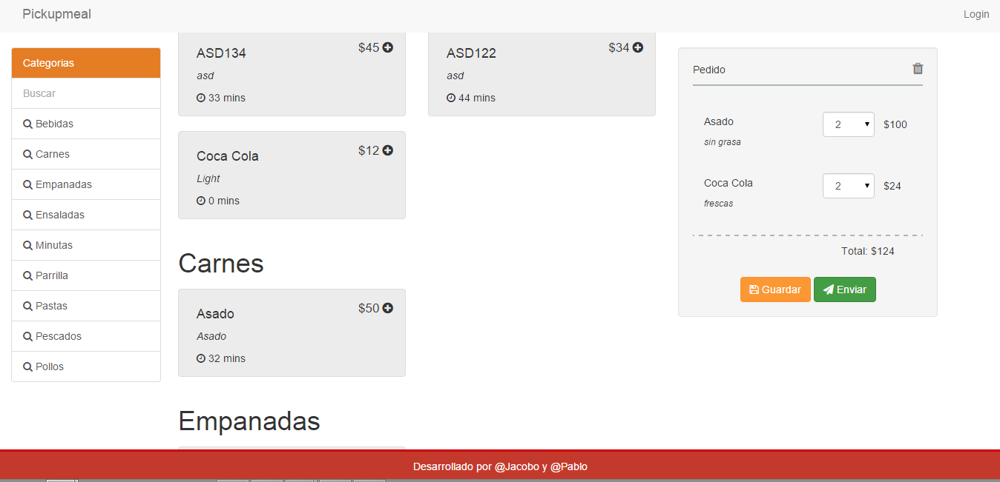 Pickupmeal
Login
Categorias
Buscar
Bebidas
Carnes
Empanadas
Ensaladas
Minutas
Parrilla
Pastas
Pescados
Pollos
ASD134
$45
asd
33 mins
ASD122
$34
asd
44 mins
Coca Cola
$12
Light
0 mins
Carnes
Asado
$50
Asado
32 mins
Empanadas
Pedido
Asado
2
$100
sin grasa
Coca Cola
2
$24
frescas
Total: $124
Guardar
Enviar
Desarrollado por @Jacobo y @Pablo